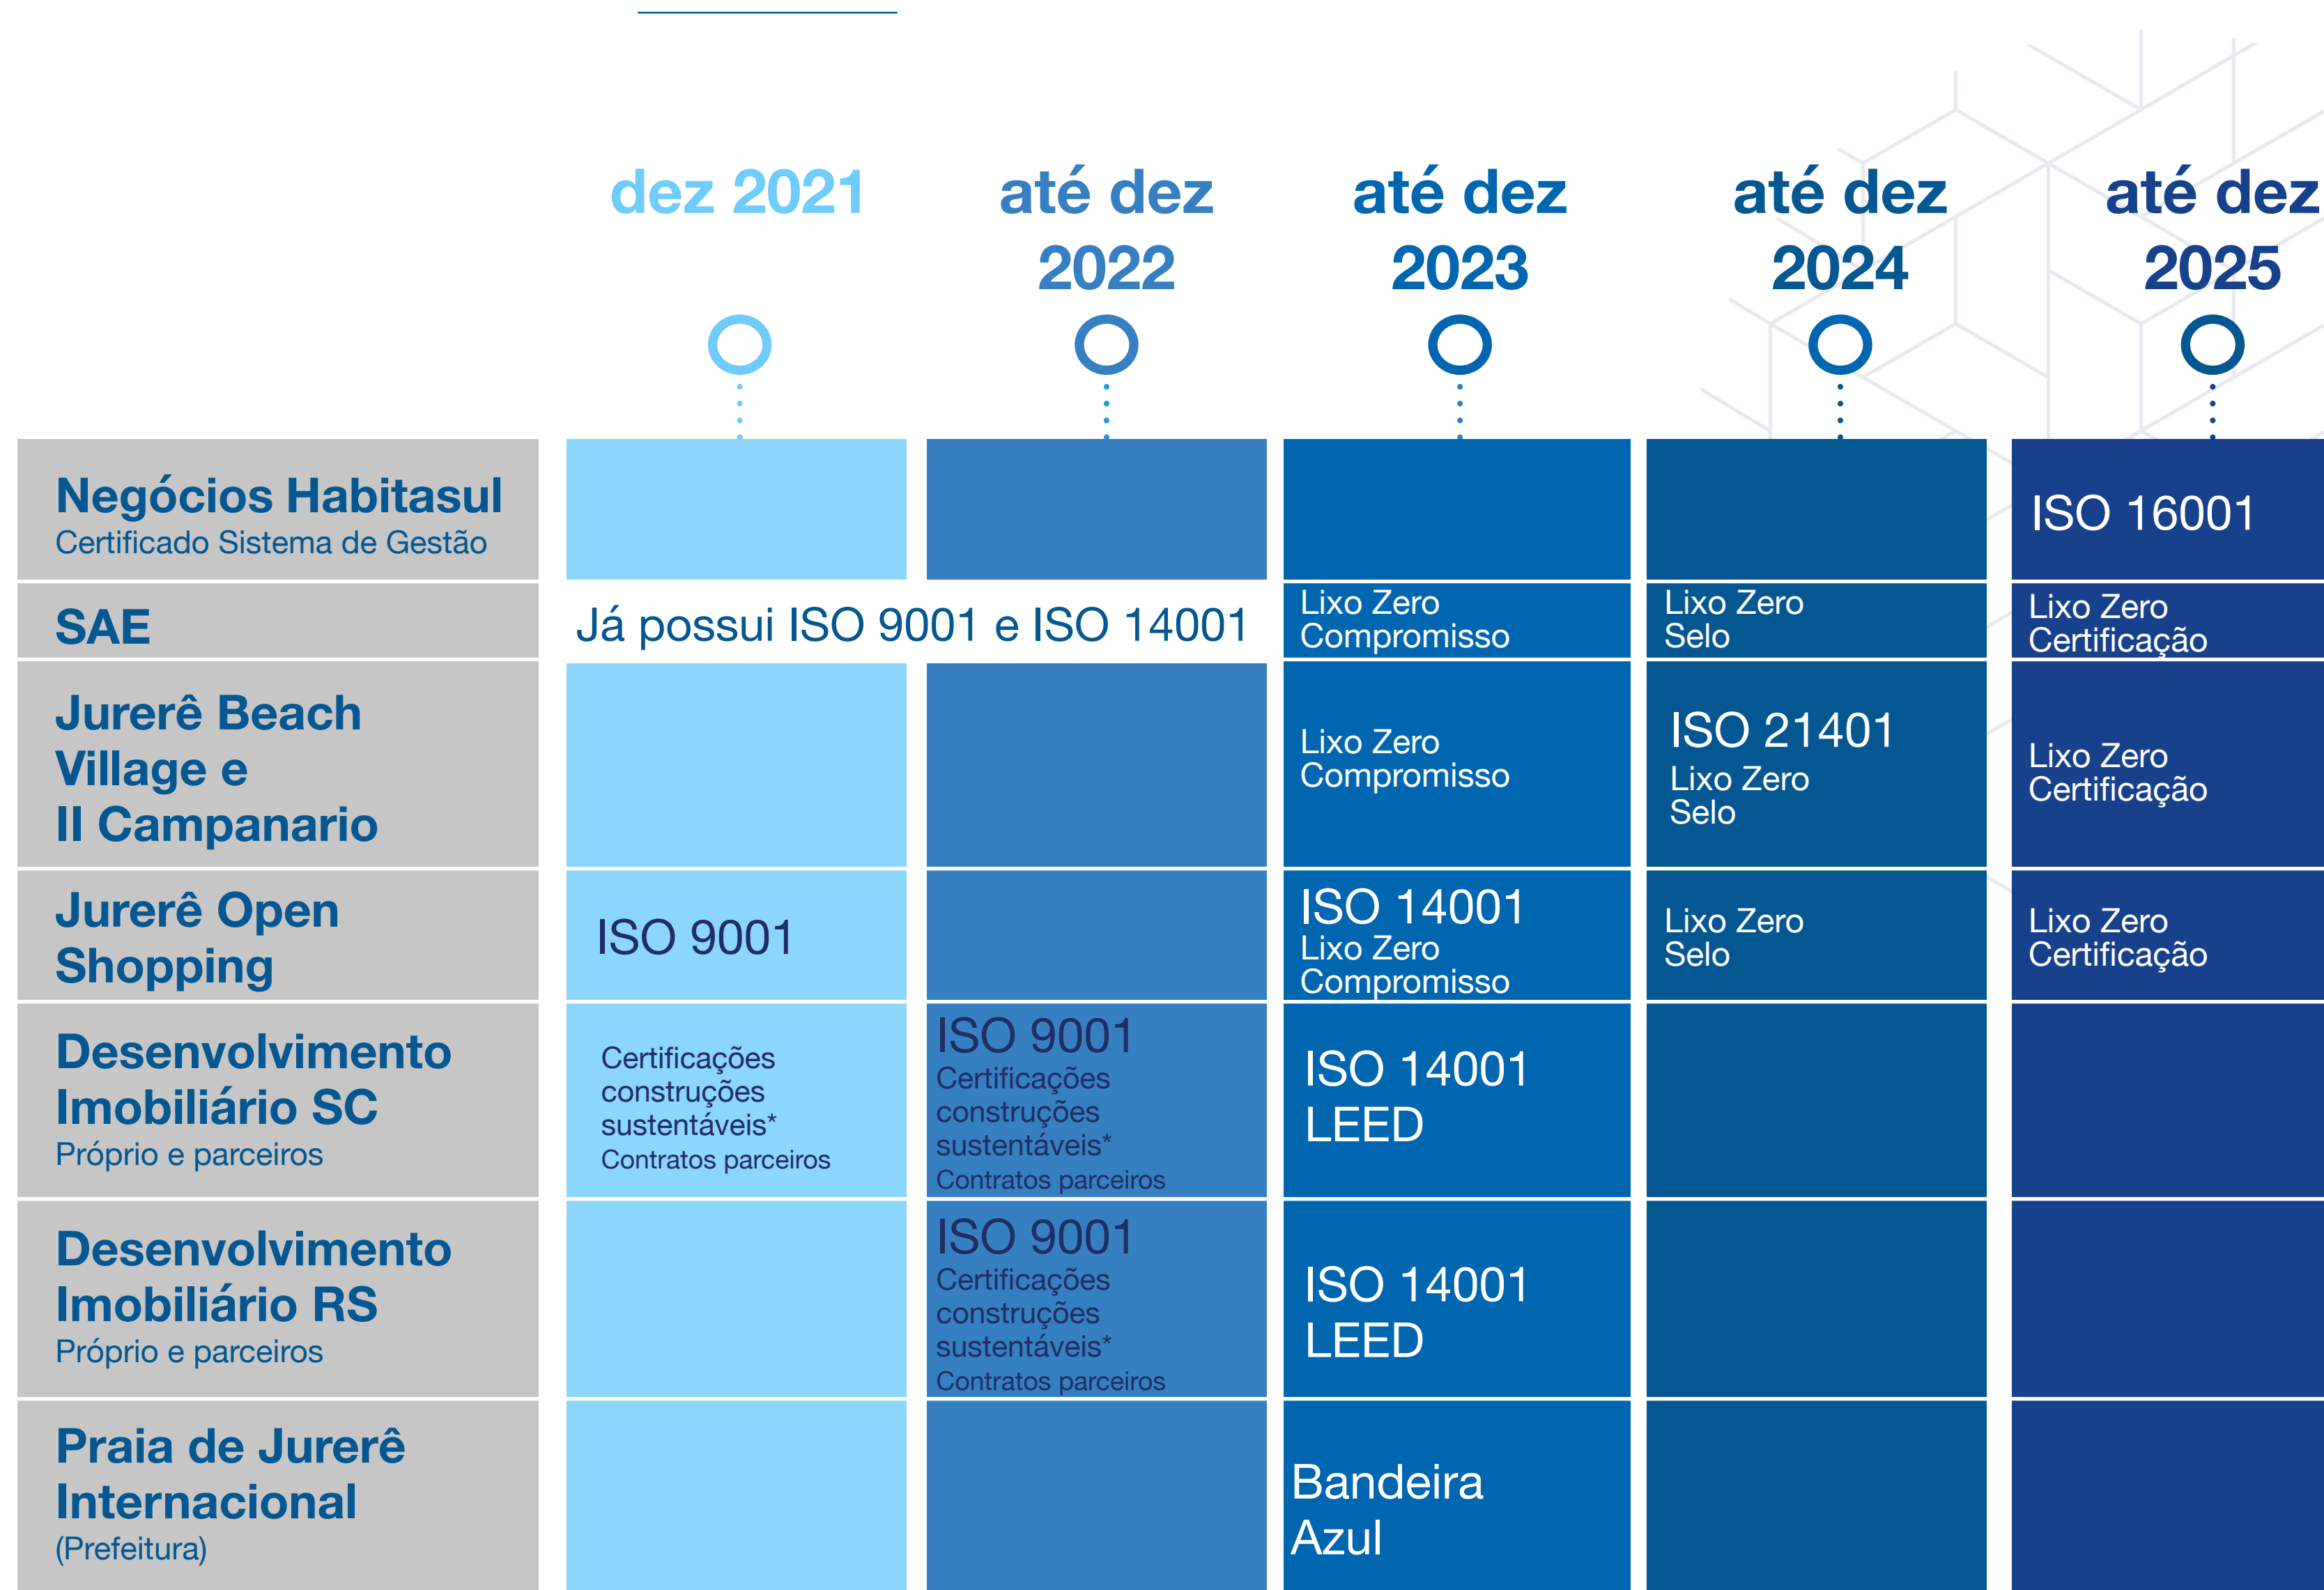 dez 2021
até dez
2022
até dez
2023
até dez
2024
até dez
2025
Negócios Habitasul
Certificado Sistema de Gestão
ISO 16001
SAE
Já possui ISO 9001 e ISO 14001
Lixo Zero
Compromisso
Lixo Zero
Selo
Lixo Zero
Certificação
Jurerê Beach
Village e
II Campanario
Lixo Zero
Compromisso
ISO 21401
Lixo Zero
Selo
Lixo Zero
Certificação
Jurerê Open
Shopping
ISO 9001
ISO 14001
Lixo Zero
Compromisso
Lixo Zero
Selo
Lixo Zero
Certificação
Desenvolvimento
Imobiliário SC
Próprio e parceiros
Certificações
construções
sustentáveis*
Contratos parceiros
ISO 9001
Certificações
construções
sustentáveis*
Contratos parceiros
ISO 14001
LEED
Desenvolvimento
Imobiliário RS
Próprio e parceiros
ISO 9001
Certificações
construções
sustentáveis*
Contratos parceiros
ISO 14001
LEED
Praia de Jurerê
Internacional
(Prefeitura)
Bandeira
Azul